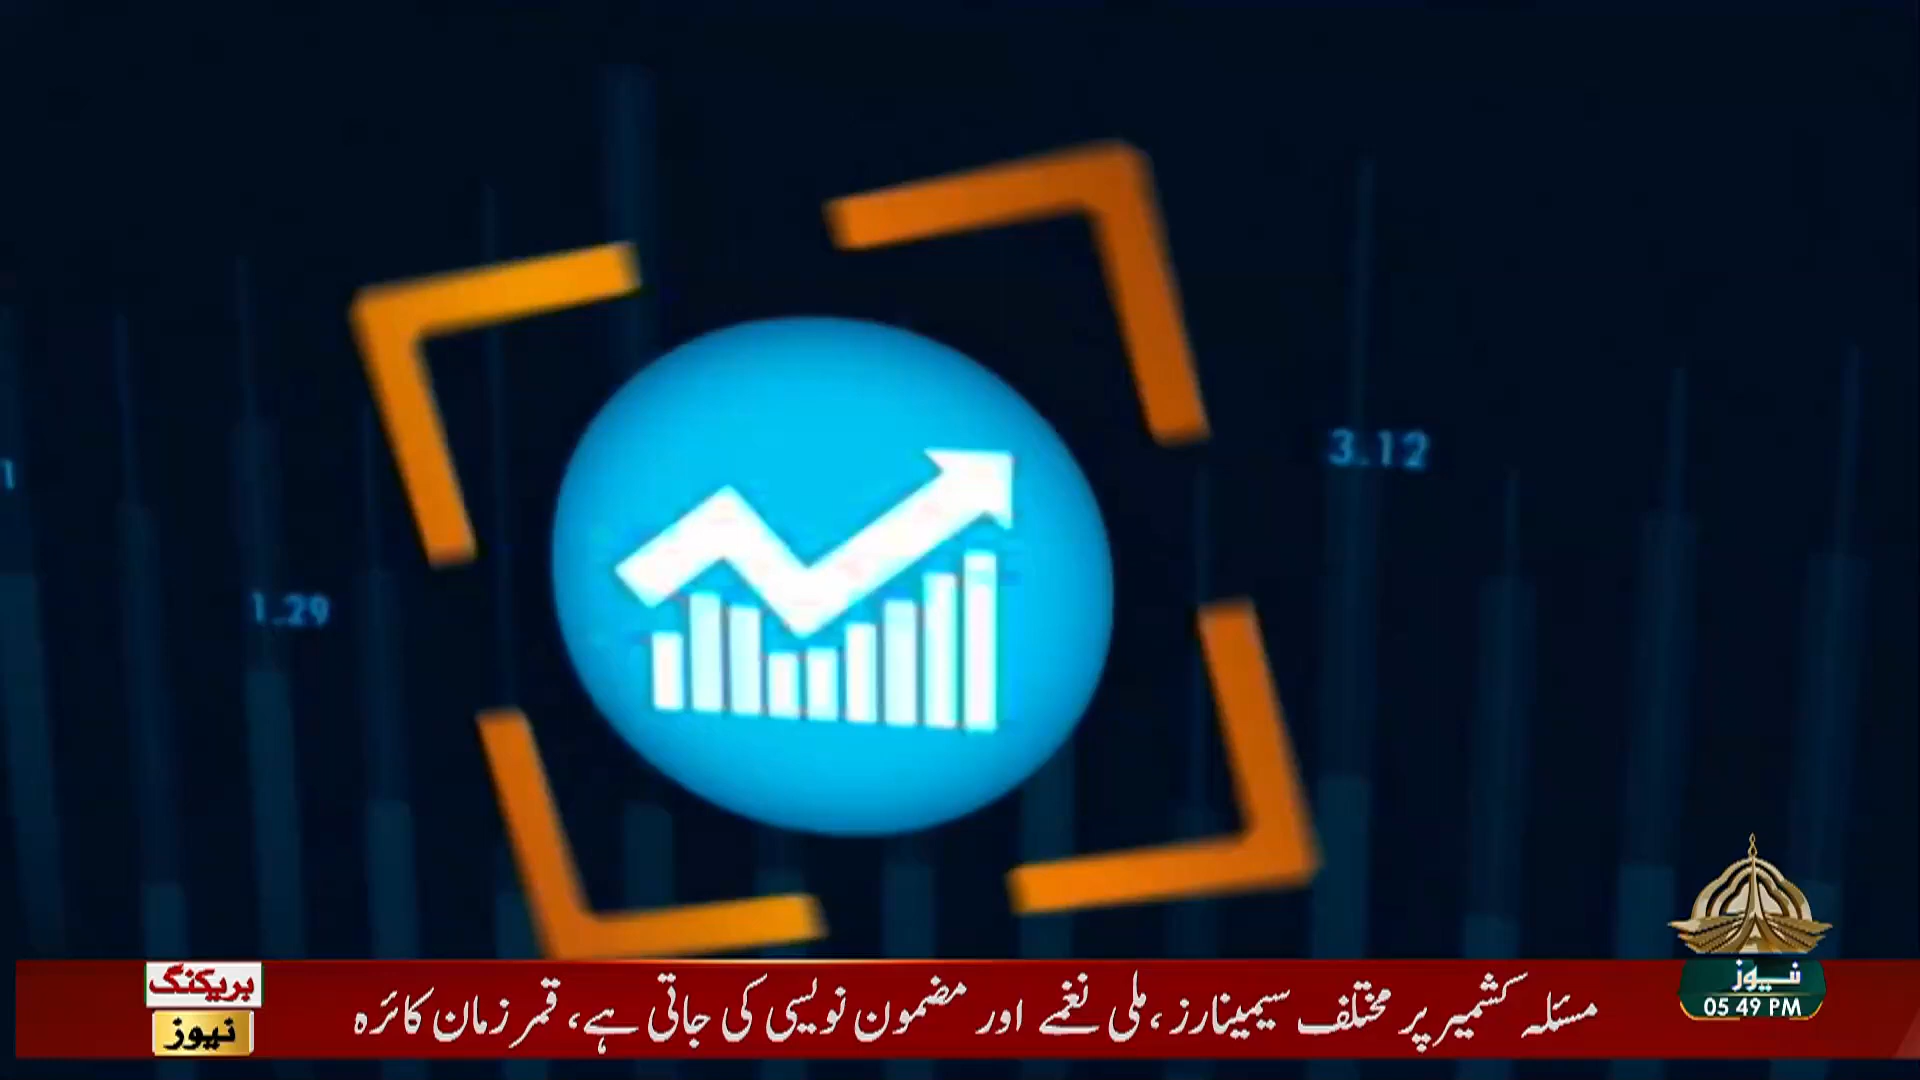 1
3.12
1.29
نیوز
05 49 PM
بریکنگ
نیوز
مسئلہ کشمیر پر مختلف سیمینارز، ملی نغمے اور مضمون نویسی کی جاتی ہے، قمر زمان کائرہ